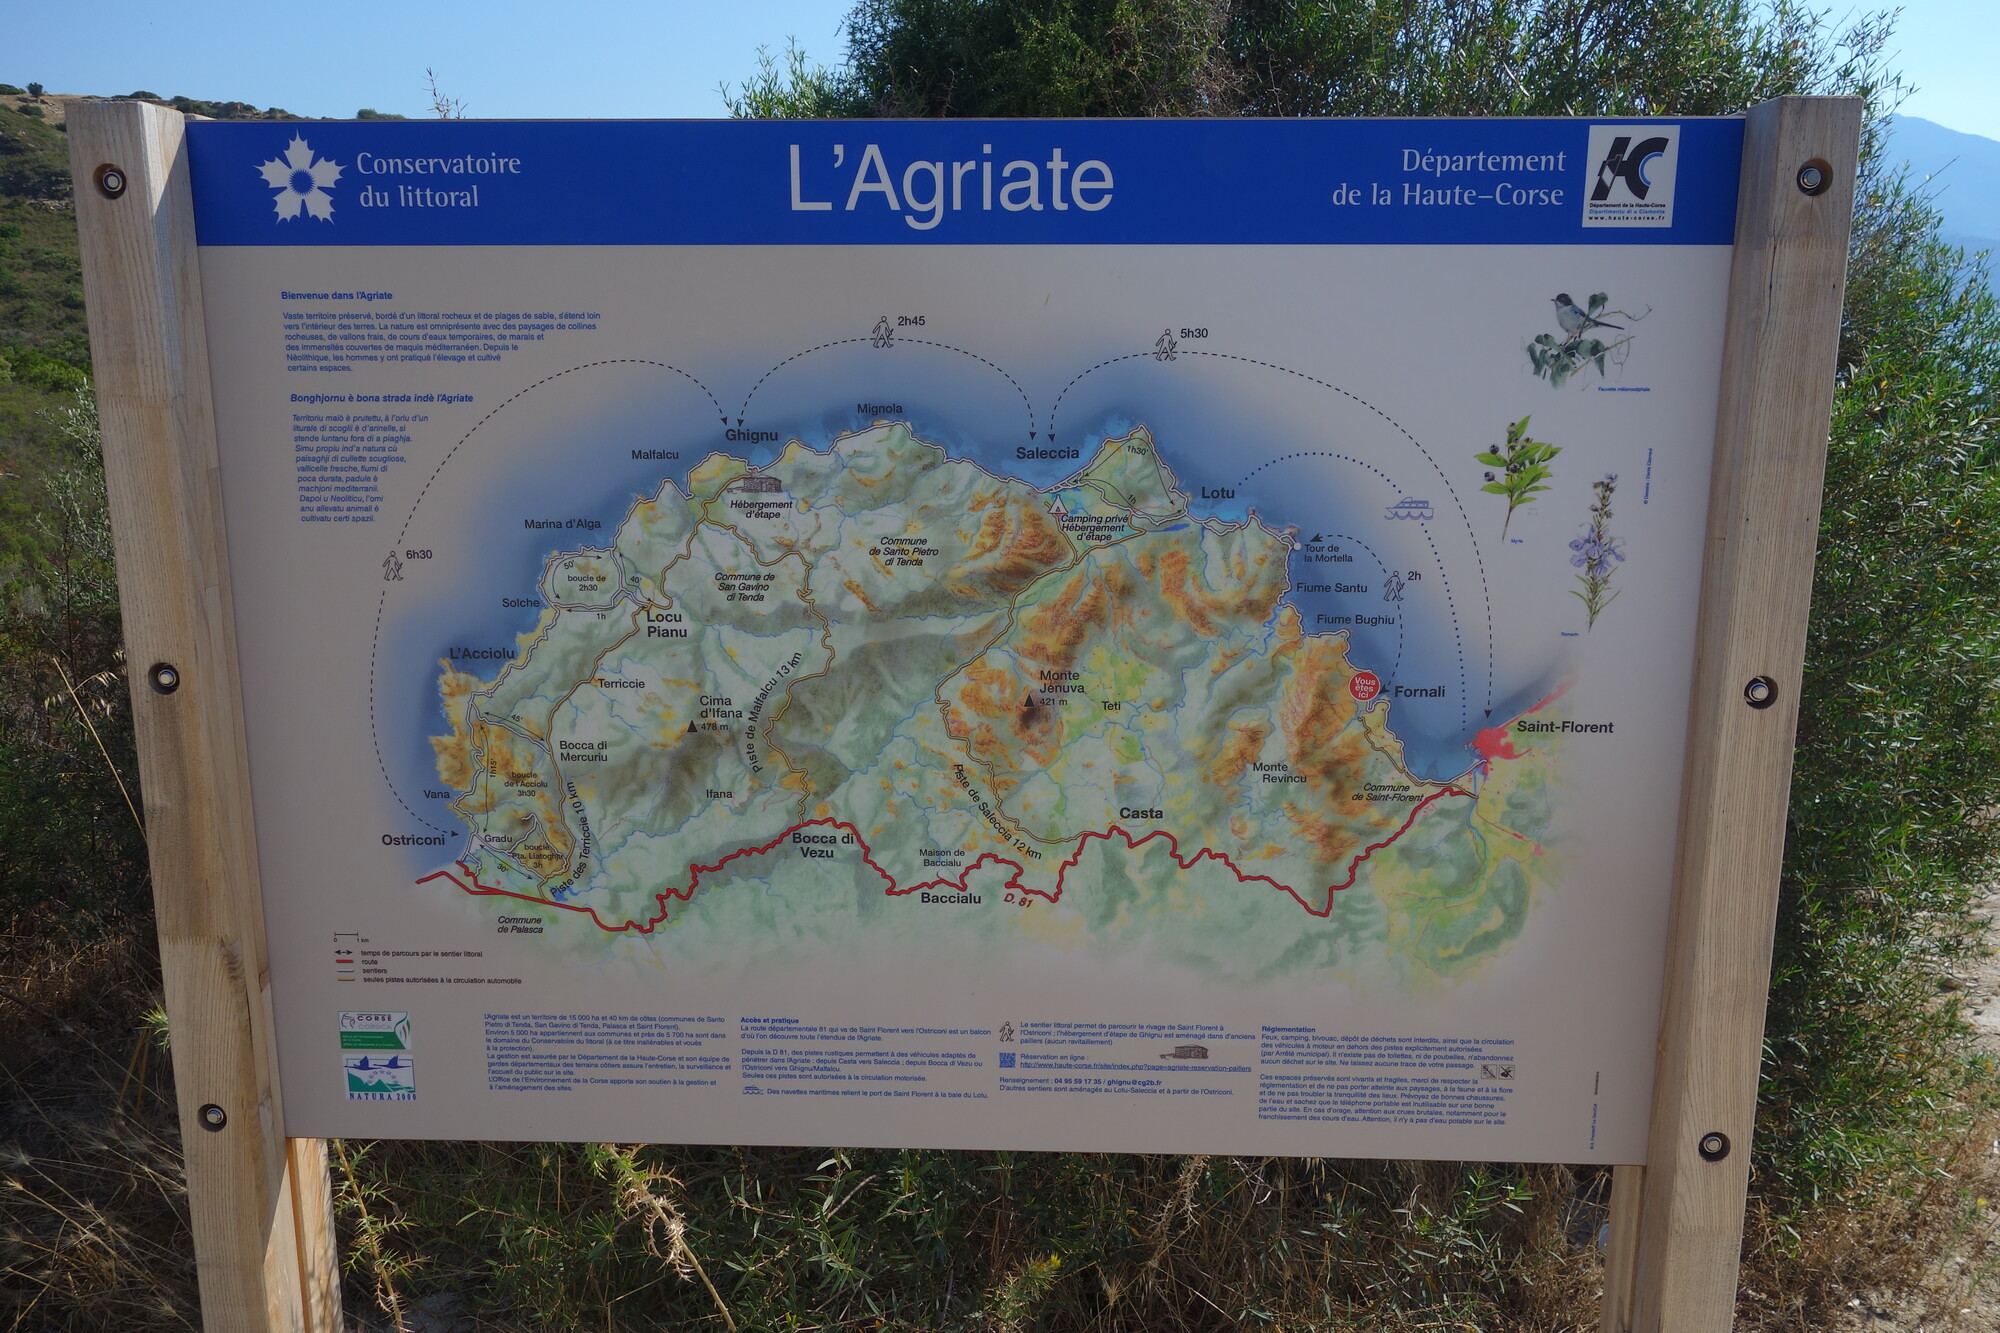 Conservatoire
du littoral
L'Agriate
Département
de la Haute-Corse
Département de la Haute-Corse
www.haute-corse.fr
Bienvenue dans l'Agriate
Vaste territoire préservé, bordé d'un littoral rocheux et de plages de sable, s'étend loin
vers l'intérieur des terres. La nature est omniprésente avec des paysages de collines
rocheuses, de vallons frais, de cours d'eaux temporaires, de marais et
des immensités couvertes de maquis méditerranéen. Depuis le
Néolithique, les hommes y ont pratiqué l'élevage et cultivé
certains espaces.
Bonghjornu è bona strada indè l'Agriate
Territoriu maiò è prutettu, à l'orlu d'un
liturale di scogli è d'arinelle, si
stende luntanu fora di a piaghja.
Simu propiu ind'a natura cù
paisaghji di cullette scugliose,
vallicelle fresche, fiumi di
poca durata, padule è
machjoni mediterranii.
Dapoi u Neoliticu, l'omi
anu allevatu animali è
cultivatu certi spazii.
2h45
5h30
6h30
2h
Fauvette mélanocéphale
Myrte
Romarin
Mignola
Ghignu
Malfalcu
Saleccia
1h30'
1h
Lotu
Hébergement
d'étape
Camping privé
Hébergement
d'étape
Marina d'Alga
Commune
de Santo Pietro
di Tenda
Tour de
la Mortella
50'
boucle de
2h30
40'
Commune de
San Gavino
di Tenda
Fiume Santu
Solche
1h
Locu
Pianu
Fiume Bughiu
L'Acciolu
Terriccie
Cima
d'Ifana
478 m
Piste de Malfalcu 13 km
Monte
Jenuva
421 m
Teti
Vous
êtes
ici
Fornali
Saint-Florent
45'
Bocca di
Mercuriu
1h15'
boucle
de l'Acciolu
3h30
Vana
Ifana
Piste de Saleccia 12 km
Monte
Revincu
Commune
de Saint-Florent
Casta
Ostriconi
Gradu
boucle
Pta. Liatoghju
3h
30'
Piste des Terriccie 10 km
Bocca di
Vezu
Maison de
Baccialu
Baccialu
D. 81
Commune
de Palasca
0 1 km
temps de parcours par le sentier littoral
route
sentiers
seules pistes autorisées à la circulation automobile
CORSE
NATURA 2000
L'Agriate est un territoire de 15 000 ha et 40 km de côtes (communes de Santo
Pietro di Tenda, San Gavino di Tenda, Palasca et Saint Florent).
Environ 5 000 ha appartiennent aux communes et près de 5 700 ha sont dans
le domaine du Conservatoire du littoral (à ce titre inaliénables et voués
à la protection).
La gestion est assurée par le Département de la Haute-Corse et son équipe de
gardes départementaux des terrains côtiers assure l'entretien, la surveillance et
l'accueil du public sur le site.
L'Office de l'Environnement de la Corse apporte son soutien à la gestion et
à l'aménagement des sites.
Accès et pratique
La route départementale 81 qui va de Saint Florent vers l'Ostriconi est un balcon
d'où l'on découvre toute l'étendue de l'Agriate.
Depuis la D 81, des pistes rustiques permettent à des véhicules adaptés de
pénétrer dans l'Agriate : depuis Casta vers Saleccia ; depuis Bocca di Vezu ou
l'Ostriconi vers Ghignu/Malfalcu.
Seules ces pistes sont autorisées à la circulation motorisée.
Des navettes maritimes relient le port de Saint Florent à la baie du Lotu.
Le sentier littoral permet de parcourir le rivage de Saint Florent à
l'Ostriconi ; l'hébergement d'étape de Ghignu est aménagé dans d'anciens
pailliers (aucun ravitaillement)
Réservation en ligne :
http://www.haute-corse.fr/site/index.php?page=agriate-reservation-pailliers
Renseignement : 04 95 59 17 35 / ghignu@cg2b.fr
D'autres sentiers sont aménagés au Lotu-Saleccia et à partir de l'Ostriconi.
Réglementation
Feux, camping, bivouac, dépôt de déchets sont interdits, ainsi que la circulation
des véhicules à moteur en dehors des pistes explicitement autorisées
(par Arrêté municipal). Il n'existe pas de toilettes, ni de poubelles, n'abandonnez
aucun déchet sur le site. Ne laissez aucune trace de votre passage.
Ces espaces préservés sont vivants et fragiles, merci de respecter la
réglementation et de ne pas porter atteinte aux paysages, à la faune et à la flore
et de ne pas troubler la tranquillité des lieux. Prévoyez de bonnes chaussures,
de l'eau et sachez que le téléphone portable est inutilisable sur une bonne
partie du site. En cas d'orage, attention aux crues brutales, notamment pour le
franchissement des cours d'eau. Attention, il n'y a pas d'eau potable sur le site.